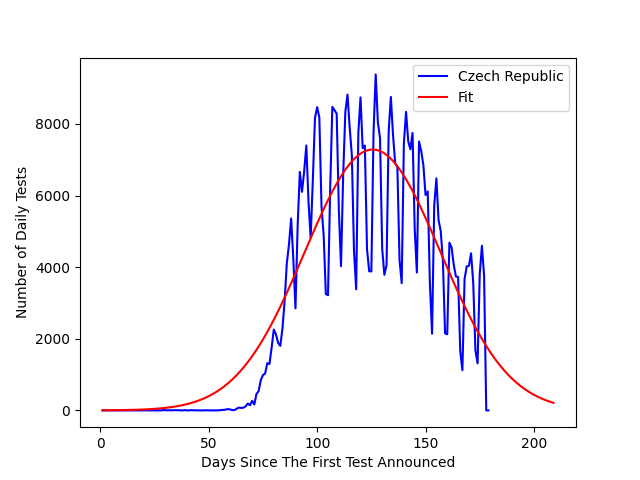 Czech Republic
Fit
Number of Daily Tests
8000
6000
4000
2000
0
0 50 100 150 200
Days Since The First Test Announced